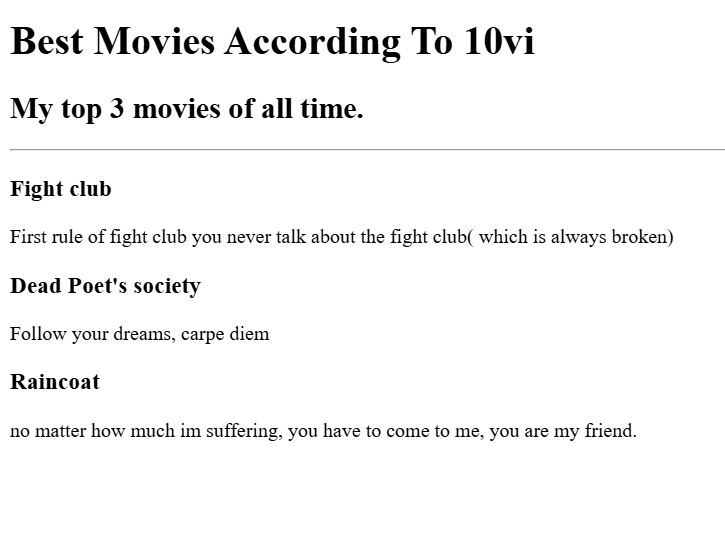 Best Movies According To 10vi
My top 3 movies of all time.
Fight club
First rule of fight club you never talk about the fight club( which is always broken)
Dead Poet's society
Follow your dreams, carpe diem
Raincoat
no matter how much im suffering, you have to come to me, you are my friend.